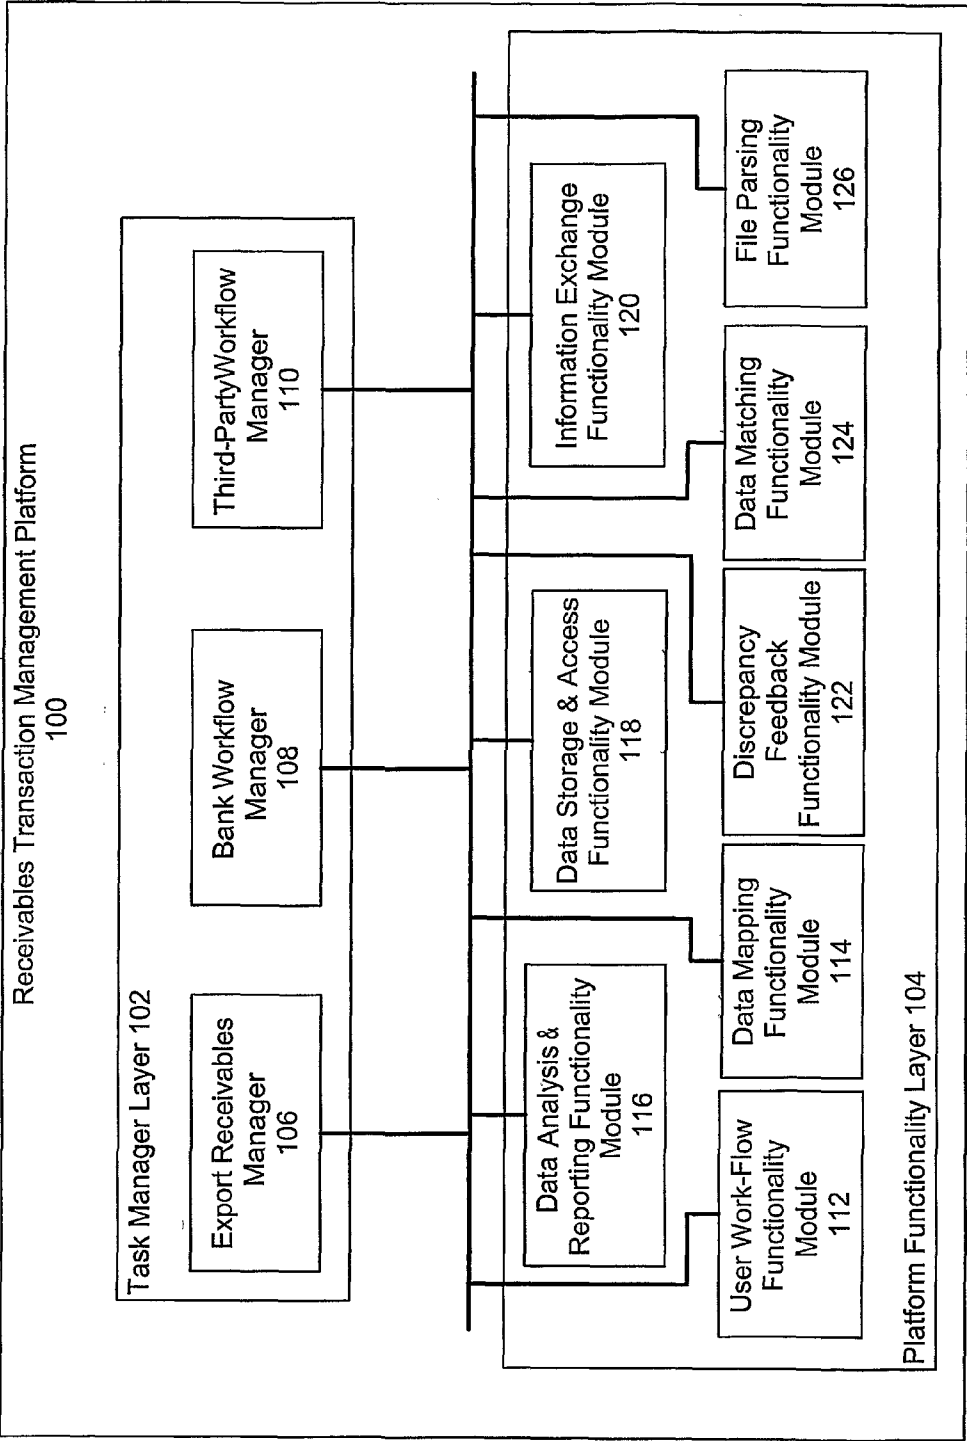 Receivables Transaction Management Platform
100
Task Manager Layer 102
Export Receivables
Manager
106
Bank Workflow
Manager
108
Third-PartyWorkflow
Manager
110
Data Analysis &
Reporting Functionality
Module
116
Data Storage & Access
Functionality Module
118
Information Exchange
Functionality Module
120
User Work-Flow
Functionality
Module
112
Data Mapping
Functionality
Module
114
Discrepancy
Feedback
Functionality Module
122
Data Matching
Functionality
Module
124
File Parsing
Functionality
Module
126
Platform Functionality Layer 104